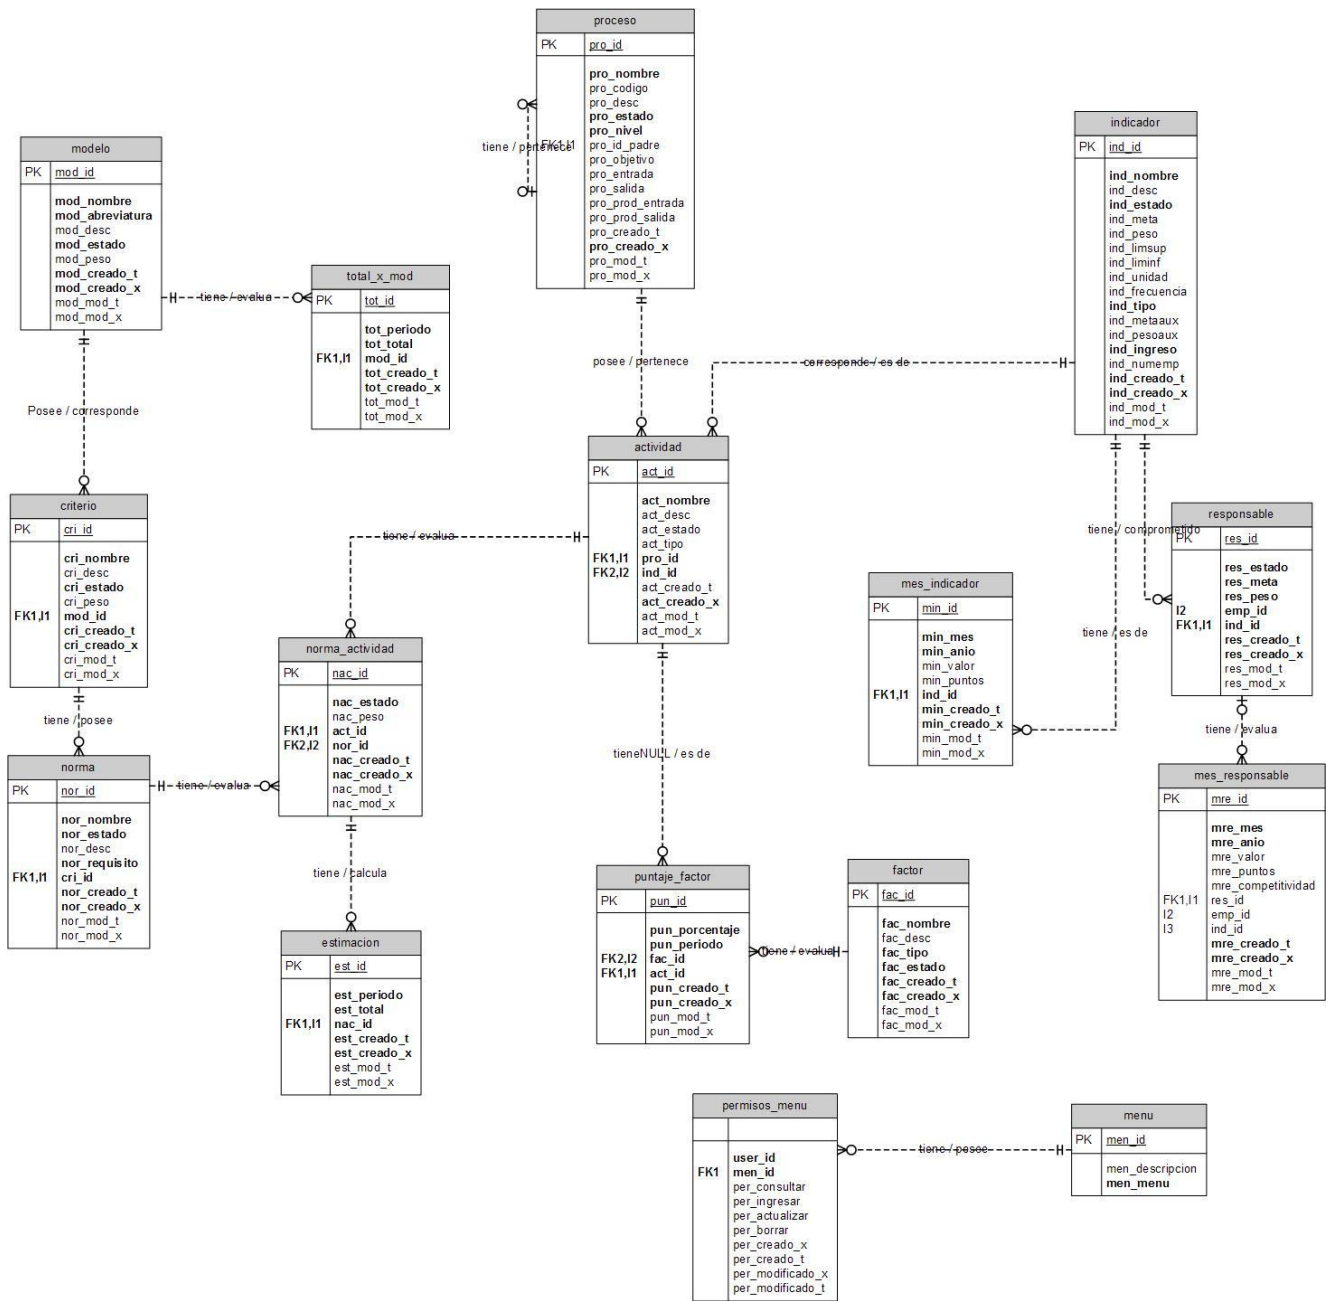 proceso
PK pro_id
pro_nombre
pro_codigo
pro_desc
pro_estado
pro_nivel
FK1,I1 pro_id_padre
pro_objetivo
pro_entrada
pro_salida
pro_prod_entrada
pro_prod_salida
pro_creado_t
pro_creado_x
pro_mod_t
pro_mod_x
tiene / pertenece
modelo
PK mod_id
mod_nombre
mod_abreviatura
mod_desc
mod_estado
mod_peso
mod_creado_t
mod_creado_x
mod_mod_t
mod_mod_x
tiene / evalua
total_x_mod
PK tot_id
tot_periodo
tot_total
FK1,I1 mod_id
tot_creado_t
tot_creado_x
tot_mod_t
tot_mod_x
indicador
PK ind_id
ind_nombre
ind_desc
ind_estado
ind_meta
ind_peso
ind_limsup
ind_liminf
ind_unidad
ind_frecuencia
ind_tipo
ind_metaaux
ind_pesoaux
ind_ingreso
ind_numemp
ind_creado_t
ind_creado_x
ind_mod_t
ind_mod_x
posee / pertenece
corresponde / es de
Posee / corresponde
actividad
PK act_id
act_nombre
act_desc
act_estado
act_tipo
FK1,I1 pro_id
FK2,I2 ind_id
act_creado_t
act_creado_x
act_mod_t
act_mod_x
criterio
PK cri_id
cri_nombre
cri_desc
cri_estado
cri_peso
FK1,I1 mod_id
cri_creado_t
cri_creado_x
cri_mod_t
cri_mod_x
tiene / evalua
tiene / comprometido
responsable
PK res_id
res_estado
res_meta
res_peso
I2 emp_id
FK1,I1 ind_id
res_creado_t
res_creado_x
res_mod_t
res_mod_x
mes_indicador
PK min_id
min_mes
min_anio
min_valor
min_puntos
FK1,I1 ind_id
min_creado_t
min_creado_x
min_mod_t
min_mod_x
tiene / es de
norma_actividad
PK nac_id
nac_estado
nac_peso
FK1,I1 act_id
FK2,I2 nor_id
nac_creado_t
nac_creado_x
nac_mod_t
nac_mod_x
tiene / posee
tiene / evalua
tieneNULL / es de
norma
PK nor_id
nor_nombre
nor_estado
nor_desc
nor_requisito
FK1,I1 cri_id
nor_creado_t
nor_creado_x
nor_mod_t
nor_mod_x
tiene / evalua
mes_responsable
PK mre_id
mre_mes
mre_anio
mre_valor
mre_puntos
mre_competitividad
FK1,I1 res_id
I2 emp_id
I3 ind_id
mre_creado_t
mre_creado_x
mre_mod_t
mre_mod_x
tiene / calcula
puntaje_factor
PK pun_id
pun_porcentaje
pun_periodo
FK2,I2 fac_id
FK1,I1 act_id
pun_creado_t
pun_creado_x
pun_mod_t
pun_mod_x
tiene / evalua
factor
PK fac_id
fac_nombre
fac_desc
fac_tipo
fac_estado
fac_creado_t
fac_creado_x
fac_mod_t
fac_mod_x
estimacion
PK est_id
est_periodo
est_total
FK1,I1 nac_id
est_creado_t
est_creado_x
est_mod_t
est_mod_x
permisos_menu
user_id
FK1 men_id
per_consultar
per_ingresar
per_actualizar
per_borrar
per_creado_x
per_creado_t
per_modificado_x
per_modificado_t
tiene / posee
menu
PK men_id
men_descripcion
men_menu